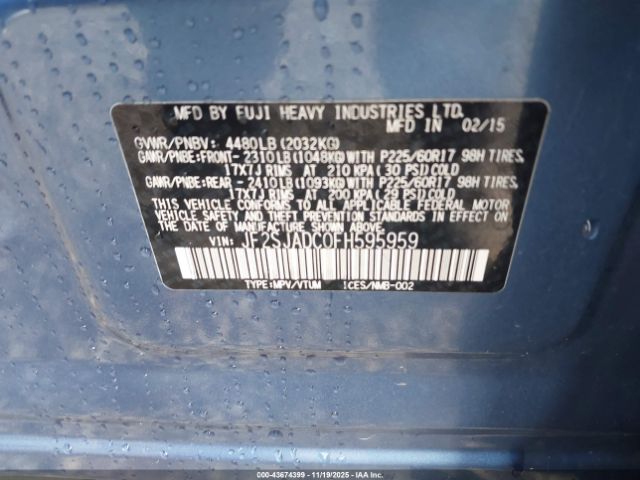 MFD BY FUJI HEAVY INDUSTRIES LTD.
MFD IN 02/15
GVWR/PNBV: 4480LB(2032KG)
GAWR/PNBE:FRONT-2310LB(1048KG)WITH P225/60R17 98H TIRES,
17X7J RIMS AT 210 KPA(30 PSI)COLD
GAWR/PNBE:REAR -2410LB(1093KG)WITH P225/60R17 98H TIRES,
17X7J RIMS AT 200 KPA(29 PSI)COLD
THIS VEHICLE CONFORMS TO ALL APPLICABLE FEDERAL MOTOR
VEHICLE SAFETY AND THEFT PREVENTION STANDARDS IN EFFECT ON
THE DATE OF MANUFACTURE SHOWN ABOVE.
VIN: JF2SJADC0FH595959
TYPE:MPV/VTUM ICES/NMB-002
000-43674399 | 11/19/2025 - IAAI.COM